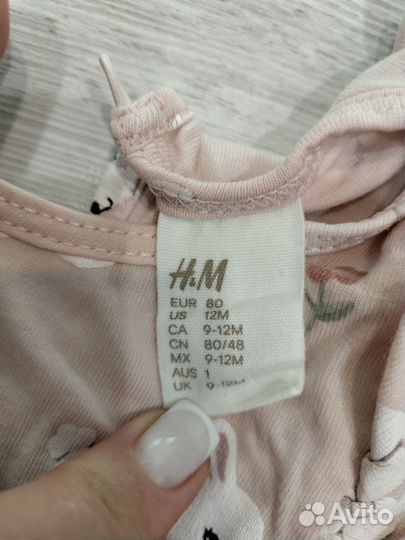 H&M
EUR 80
US 12M
CA 9-12M
CN 80/48
MX 9-12M
AUS 1
UK 9-12M
Avito